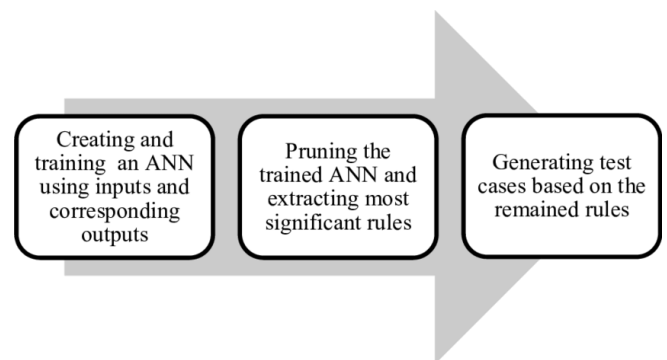 Creating and
training an ANN
using inputs and
corresponding
outputs
Pruning the
trained ANN and
extracting most
significant rules
Generating test
cases based on the
remained rules